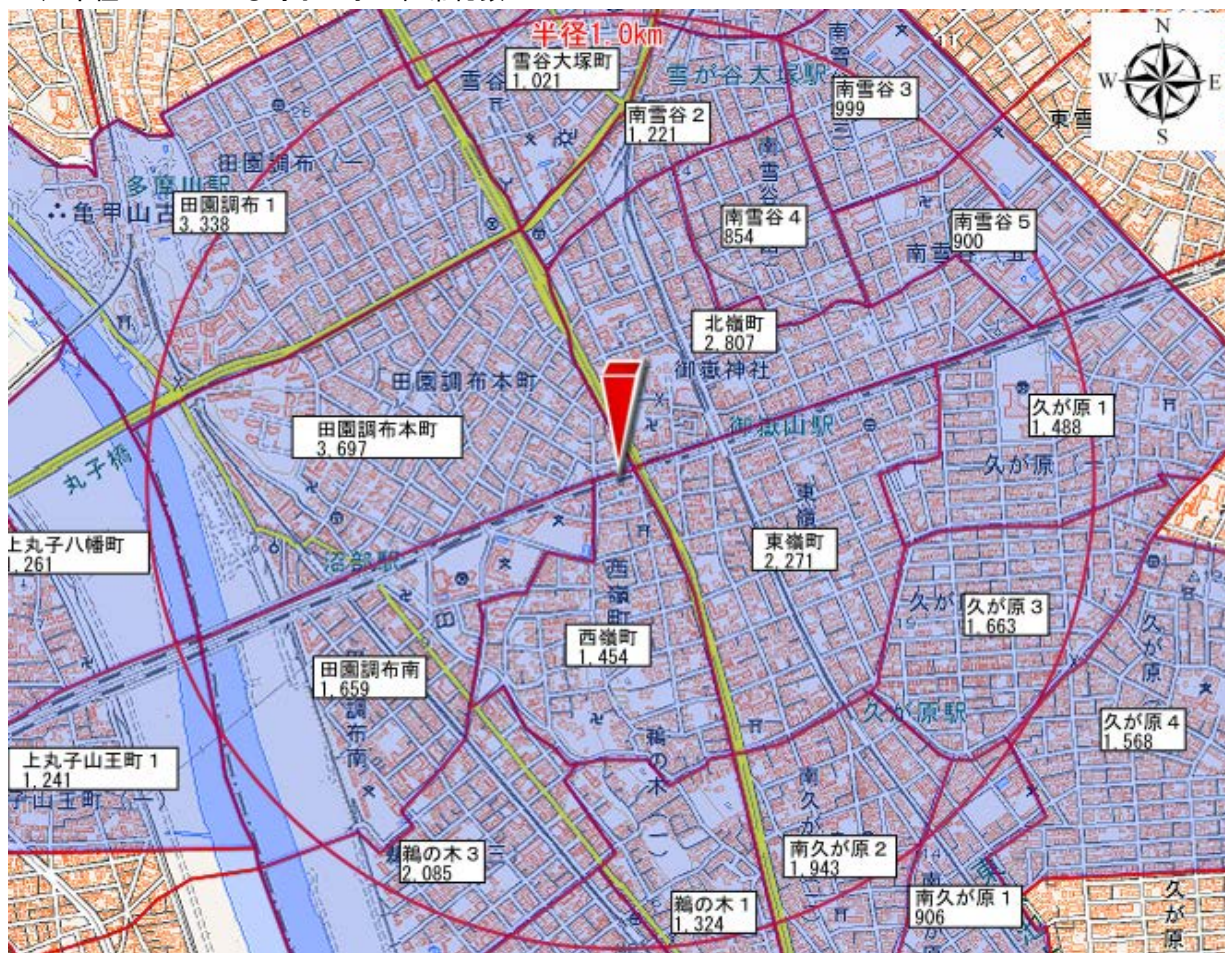 半径1.0km
N
W
E
S
雪谷大塚町
1,021
雪が谷大塚駅
南雪谷2
1,221
南雪谷3
999
田園調布(一)
多摩川駅
田園調布1
3,338
亀甲山古
南雪谷4
854
南雪谷5
900
北嶺町
2,807
御嶽神社
田園調布本町
田園調布本町
3,697
御嶽山駅
久が原1
1,488
久が原(一)
丸子橋
上丸子八幡町
1,261
沼部駅
東嶺町
東嶺町
2,271
久が原3
1,663
西嶺町
西嶺町
1,454
田園調布南
1,659
久が原駅
久が原4
1,568
上丸子山王町1
1,241
鵜の木3
2,085
南久が原2
1,943
鵜の木1
1,324
南久が原1
906